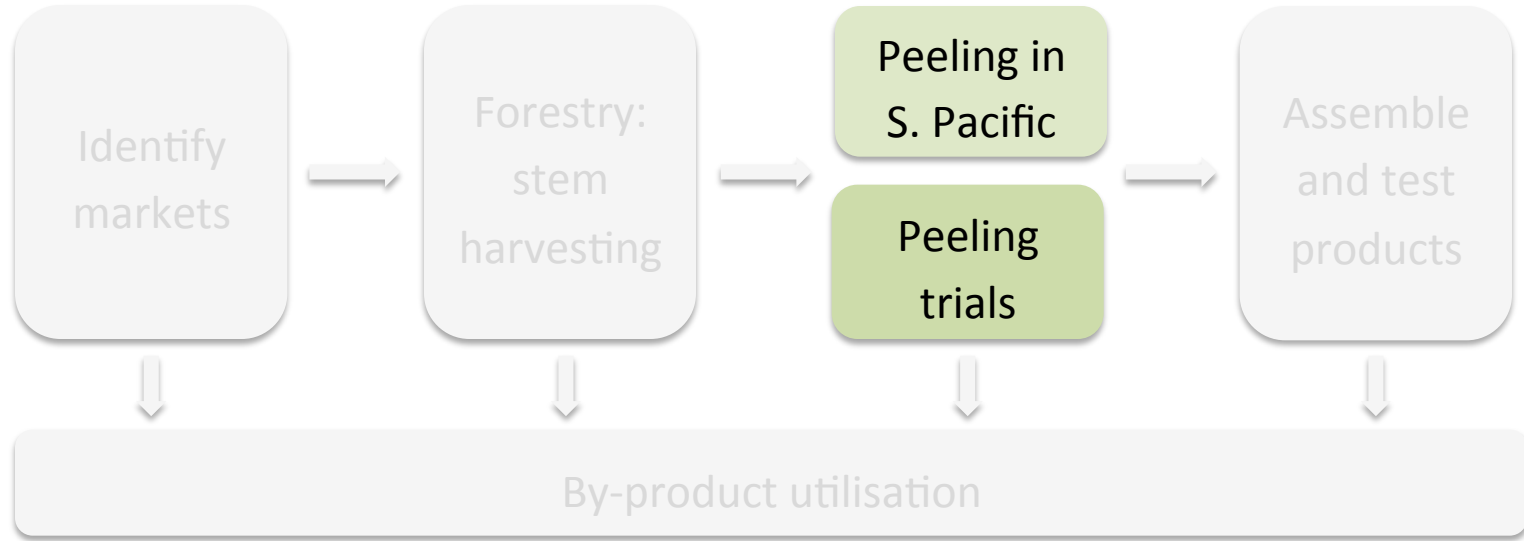 Identify
markets
Forestry:
stem
harvesting
Peeling in
S. Pacific
Peeling
trials
Assemble
and test
products
By-product utilisation